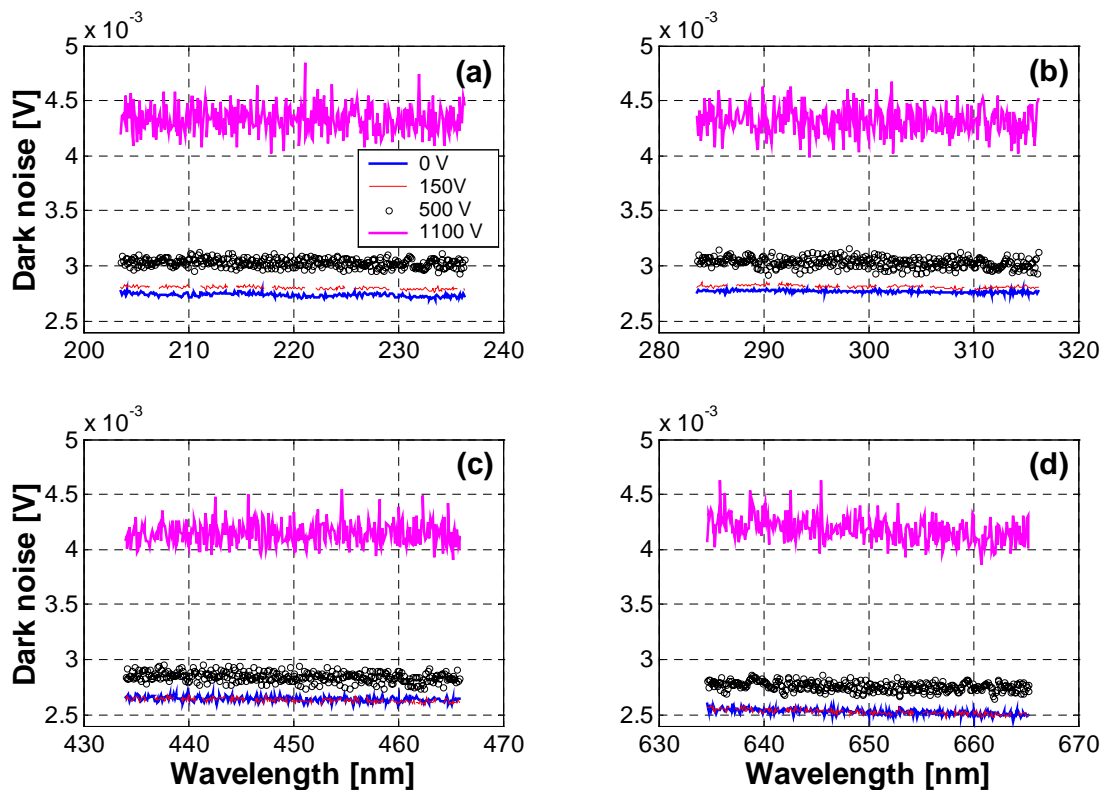 x 10^-3
5
4.5
4
3.5
3
2.5
Dark noise [V]
(a)
0 V
150V
500 V
1100 V
200 210 220 230 240
x 10^-3
5
4.5
4
3.5
3
2.5
(b)
280 290 300 310 320
x 10^-3
5
4.5
4
3.5
3
2.5
Dark noise [V]
(c)
430 440 450 460 470
Wavelength [nm]
x 10^-3
5
4.5
4
3.5
3
2.5
(d)
630 640 650 660 670
Wavelength [nm]